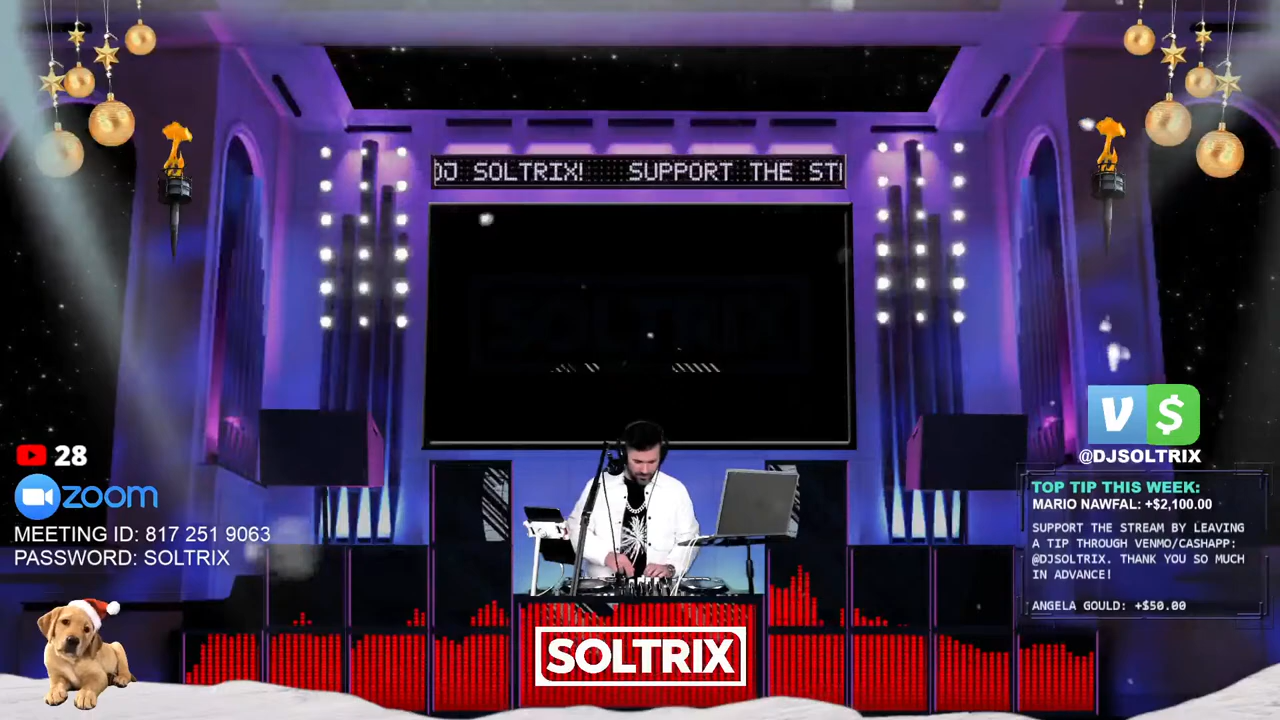 DJ SOLTRIX! SUPPORT THE ST
SOLTRIX
28
zoom
MEETING ID: 817 251 9063
PASSWORD: SOLTRIX
V $
@DJSOLTRIX
TOP TIP THIS WEEK:
MARIO NAWFAL: +$2,100.00
SUPPORT THE STREAM BY LEAVING
A TIP THROUGH VENMO/CASHAPP:
@DJSOLTRIX. THANK YOU SO MUCH
IN ADVANCE!
ANGELA GOULD: +$50.00
SOLTRIX